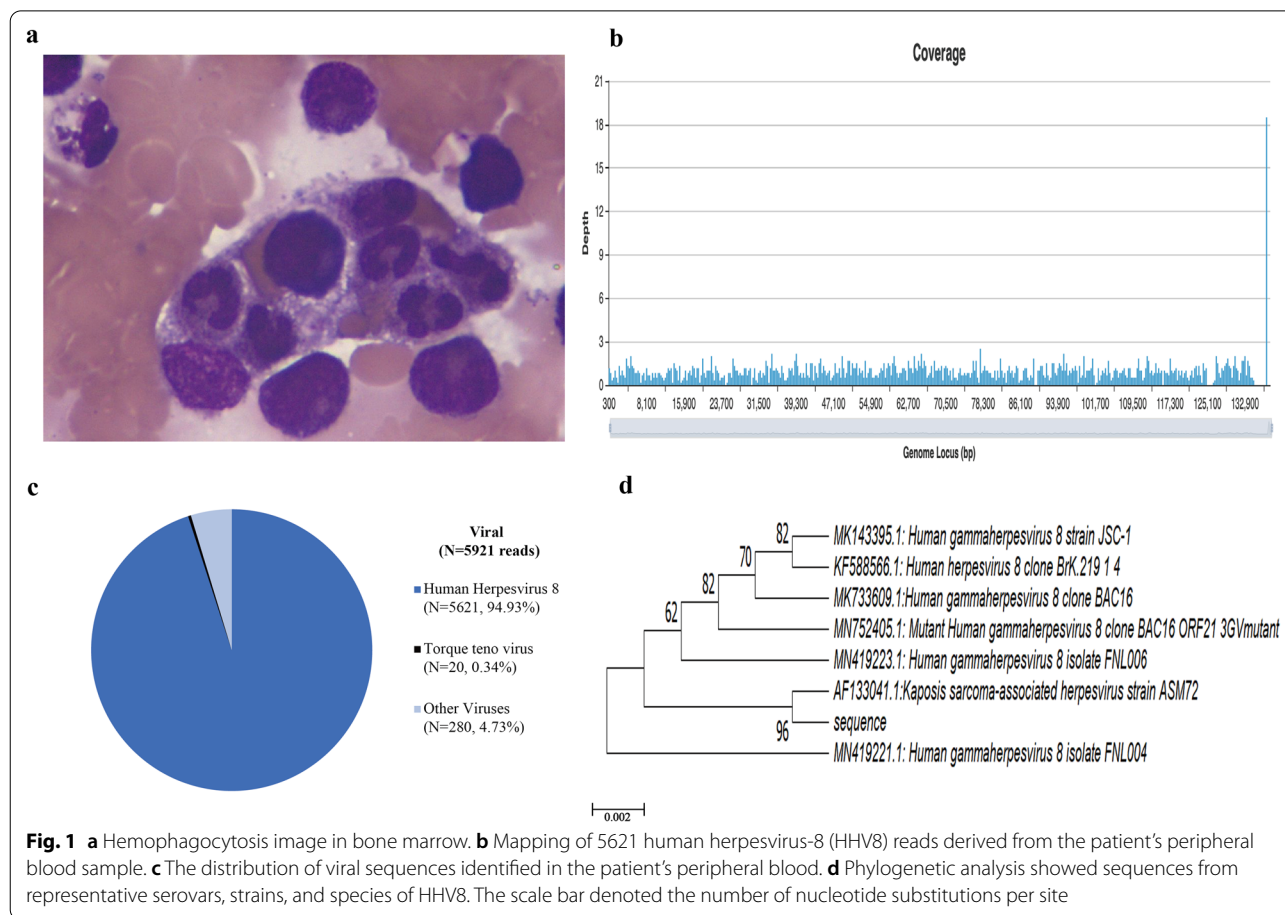 a
b
Coverage
21
18
15
12
9
6
3
0
Depth
300 8,100 15,900 23,700 31,500 39,300 47,100 54,900 62,700 70,500 78,300 86,100 93,900 101,700 109,500 117,300 125,100 132,900
Genome Locus (bp)
c
Viral
(N=5921 reads)
Human Herpesvirus 8
(N=5621, 94.93%)
Torque teno virus
(N=20, 0.34%)
Other Viruses
(N=280, 4.73%)
d
82
70
82
62
96
MK143395.1: Human gammaherpesvirus 8 strain JSC-1
KF588566.1: Human herpesvirus 8 clone BrK.219 1 4
MK733609.1:Human gammaherpesvirus 8 clone BAC16
MN752405.1: Mutant Human gammaherpesvirus 8 clone BAC16 ORF21 3GVmutant
MN419223.1: Human gammaherpesvirus 8 isolate FNL006
AF133041.1:Kaposis sarcoma-associated herpesvirus strain ASM72
sequence
MN419221.1: Human gammaherpesvirus 8 isolate FNL004
0.002
Fig. 1 a Hemophagocytosis image in bone marrow. b Mapping of 5621 human herpesvirus-8 (HHV8) reads derived from the patient's peripheral
blood sample. c The distribution of viral sequences identified in the patient's peripheral blood. d Phylogenetic analysis showed sequences from
representative serovars, strains, and species of HHV8. The scale bar denoted the number of nucleotide substitutions per site